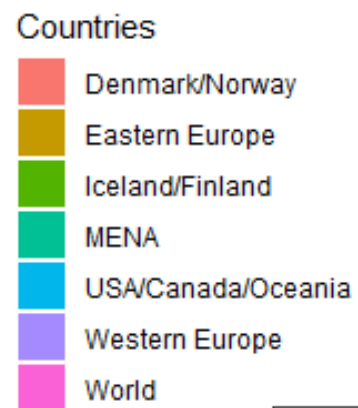 Countries
Denmark/Norway
Eastern Europe
Iceland/Finland
MENA
USA/Canada/Oceania
Western Europe
World